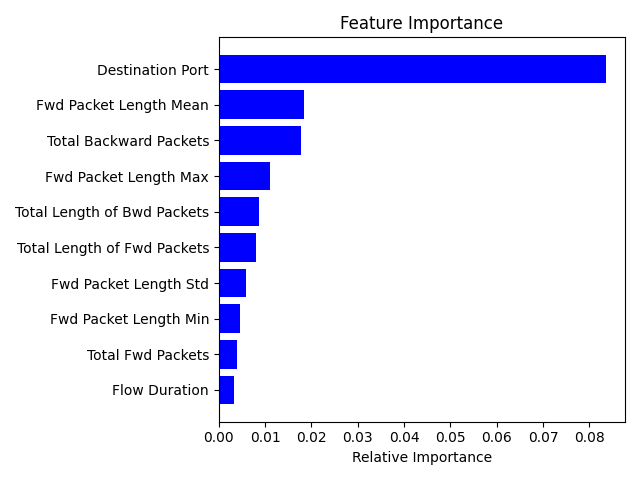 Feature Importance
Destination Port
Fwd Packet Length Mean
Total Backward Packets
Fwd Packet Length Max
Total Length of Bwd Packets
Total Length of Fwd Packets
Fwd Packet Length Std
Fwd Packet Length Min
Total Fwd Packets
Flow Duration
0.00 0.01 0.02 0.03 0.04 0.05 0.06 0.07 0.08
Relative Importance